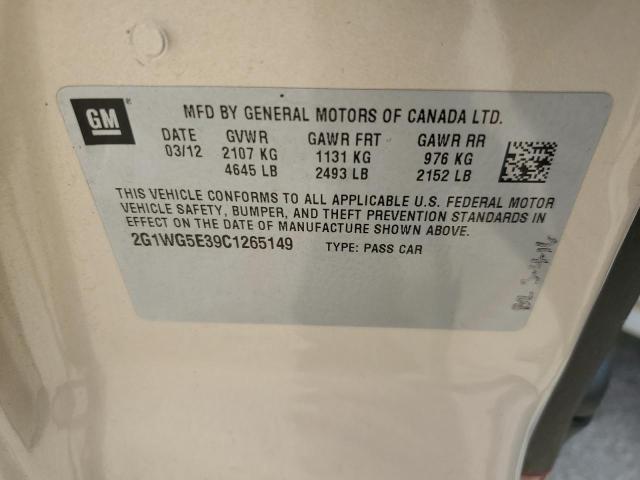 GM
MFD BY GENERAL MOTORS OF CANADA LTD.
DATE GVWR GAWR FRT GAWR RR
03/12 2107 KG 1131 KG 976 KG
4645 LB 2493 LB 2152 LB
THIS VEHICLE CONFORMS TO ALL APPLICABLE U.S. FEDERAL MOTOR
VEHICLE SAFETY, BUMPER, AND THEFT PREVENTION STANDARDS IN
EFFECT ON THE DATE OF MANUFACTURE SHOWN ABOVE.
2G1WG5E39C1265149 TYPE: PASS CAR